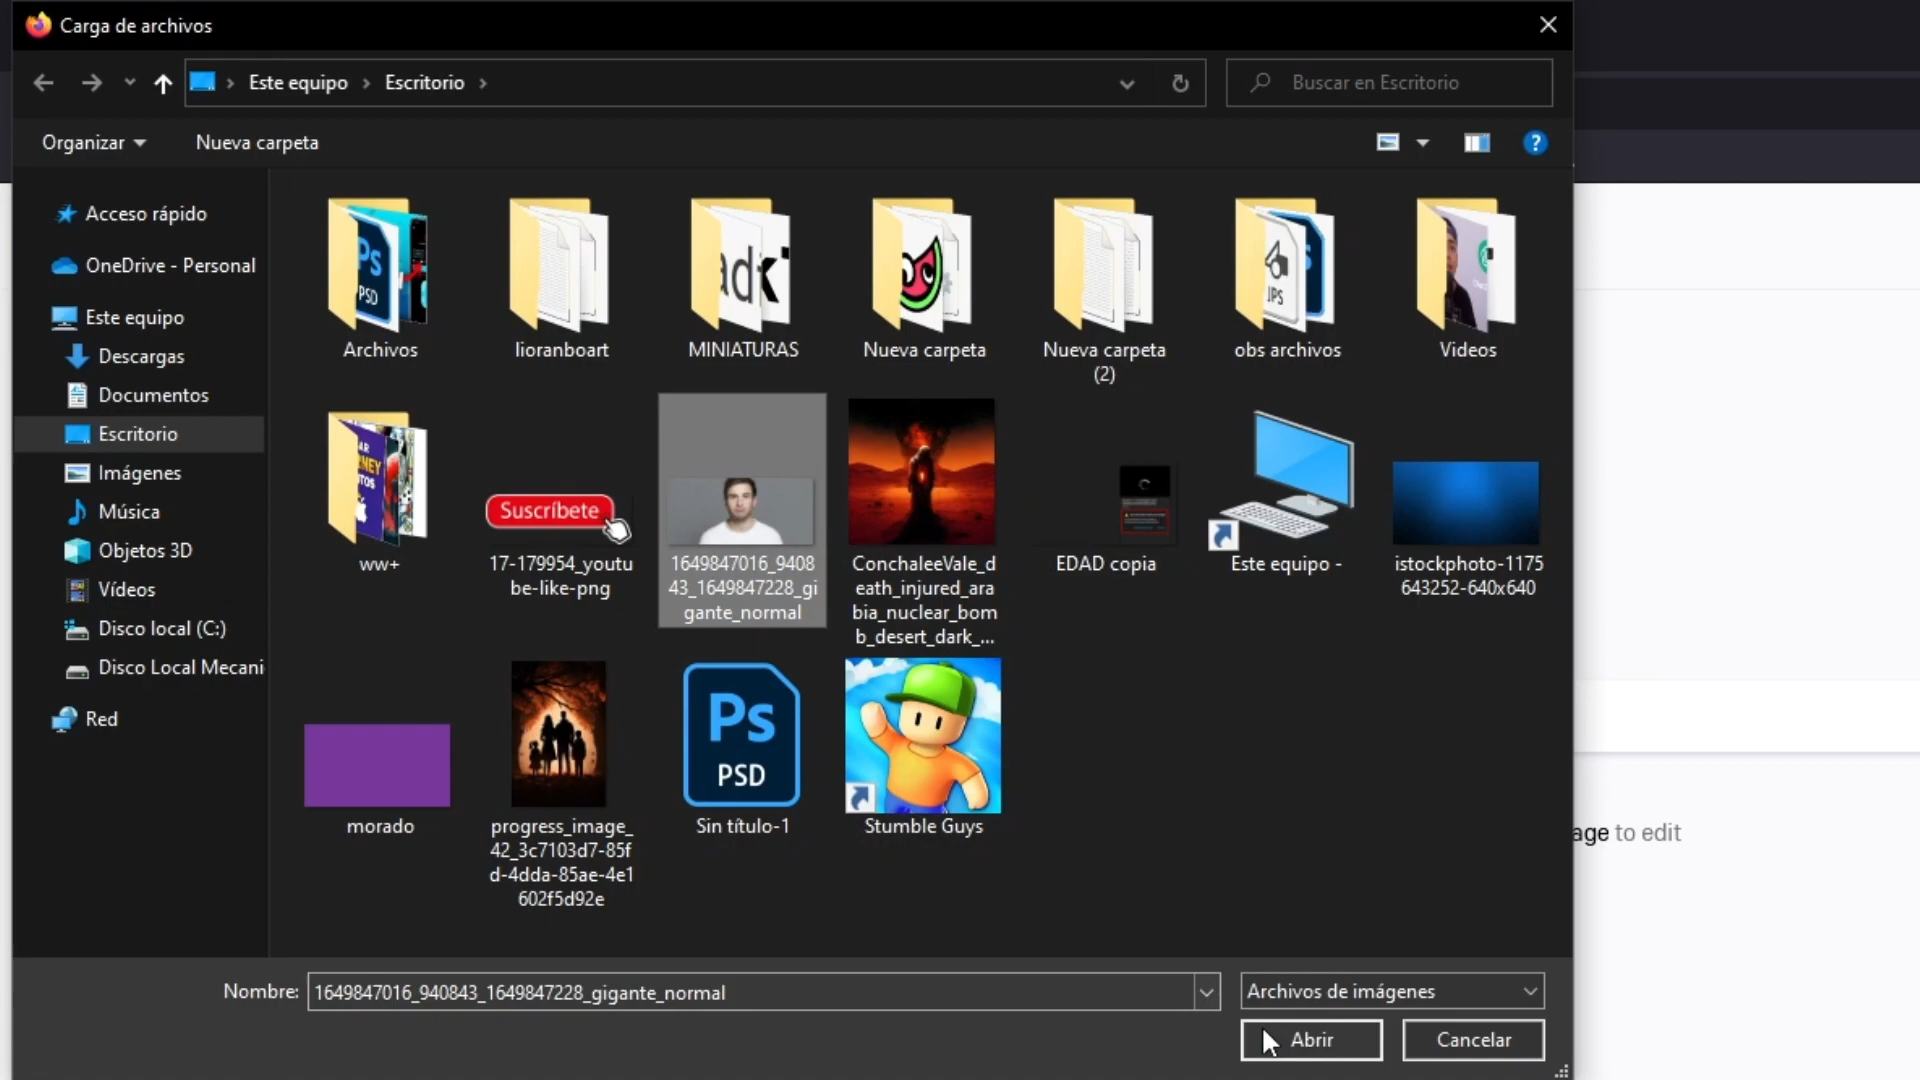 Carga de archivos
Este equipo
Escritorio
Buscar en Escritorio
Organizar
Nueva carpeta
?
Acceso rápido
OneDrive - Personal
Este equipo
Descargas
Documentos
Escritorio
Imágenes
Música
Objetos 3D
Vídeos
Disco local (C:)
Disco Local Mecani
Red
Ps
PSD
Archivos
lioranboart
adk
MINIATURAS
Nueva carpeta
Nueva carpeta
(2)
obs archivos
Videos
ww+
Suscríbete
17-179954_youtu
be-like-png
1649847016_9408
43_1649847228_gi
gante_normal
ConchaleeVale_d
eath_injured_ara
bia_nuclear_bom
b_desert_dark_...
EDAD copia
Este equipo -
istockphoto-1175
643252-640x640
morado
progress_image_
42_3c7103d7-85f
d-4dda-85ae-4e1
602f5d92e
Ps
PSD
Sin título-1
Stumble Guys
age to edit
Nombre:
1649847016_940843_1649847228_gigante_normal
Archivos de imágenes
Abrir
Cancelar